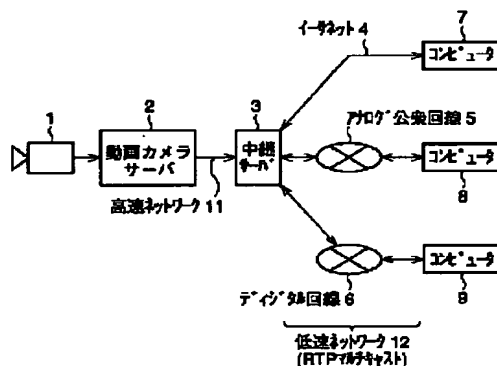 イーサネット 4
7
コンピュータ
1
2
動画カメラ
サーバ
3
中継
サーバ
高速ネットワーク 11
アナログ公衆回線 5
コンピュータ
8
ディジタル回線 6
コンピュータ
9
低速ネットワーク 12
(RTPマルチキャスト)